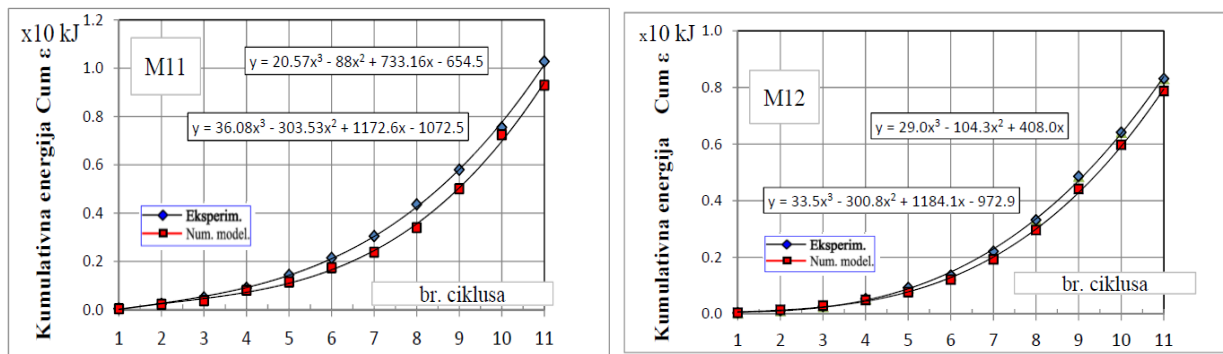 x10 kJ
Kumulativna energija Cum ε
1.2
1.0
0.8
0.6
0.4
0.2
0.0
M11
y = 20.57x³ - 88x² + 733.16x - 654.5
y = 36.08x³ - 303.53x² + 1172.6x - 1072.5
Eksperim.
Num. model.
br. ciklusa
1 2 3 4 5 6 7 8 9 10 11
x10 kJ
Kumulativna energija Cum ε
1.0
0.8
0.6
0.4
0.2
0.0
M12
y = 29.0x³ - 104.3x² + 408.0x
y = 33.5x³ - 300.8x² + 1184.1x - 972.9
Eksperim.
Num. model.
br. ciklusa
1 2 3 4 5 6 7 8 9 10 11